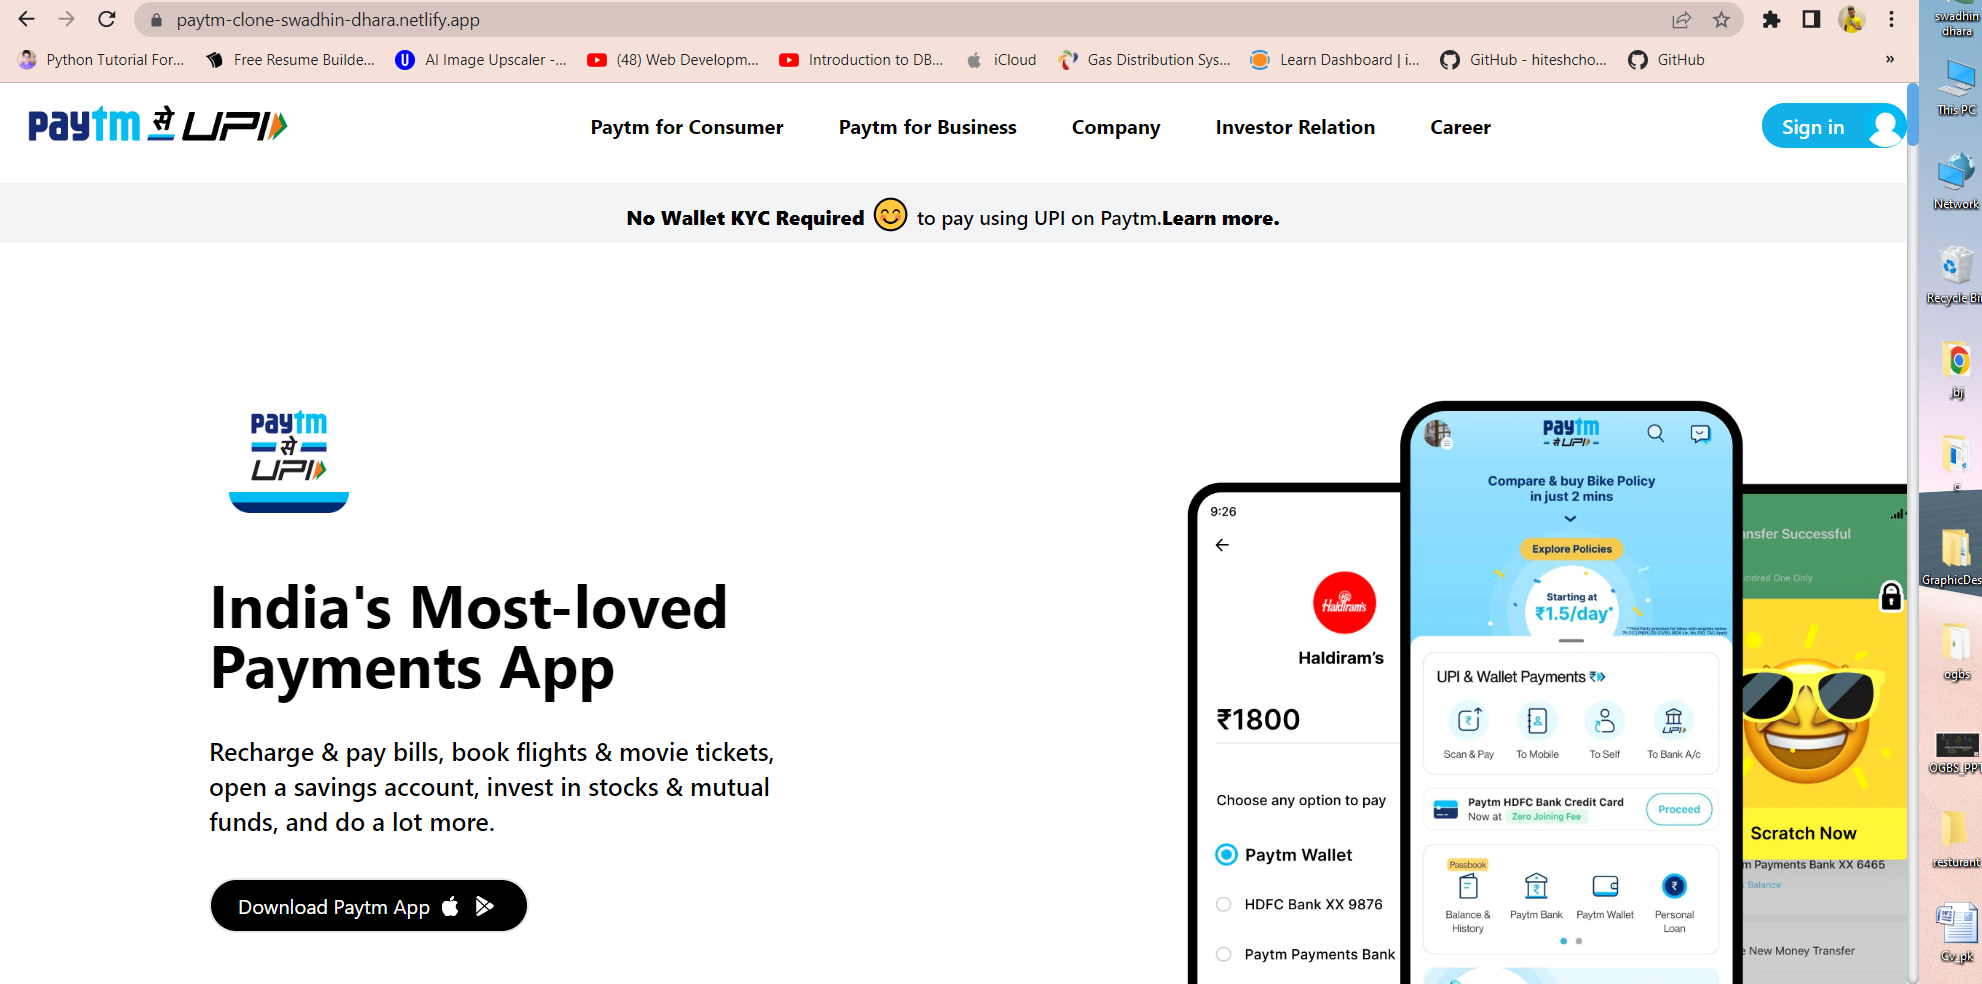 paytm-clone-swadhin-dhara.netlify.app
Python Tutorial For...
Free Resume Builde...
AI Image Upscaler -...
(48) Web Developm...
Introduction to DB...
iCloud
Gas Distribution Sys...
Learn Dashboard | i...
GitHub - hiteshcho...
GitHub
»
paytm से UPI
Paytm for Consumer
Paytm for Business
Company
Investor Relation
Career
Sign in
No Wallet KYC Required 😊 to pay using UPI on Paytm.Learn more.
paytm
से
UPI
India's Most-loved
Payments App
Recharge & pay bills, book flights & movie tickets,
open a savings account, invest in stocks & mutual
funds, and do a lot more.
Download Paytm App
9:26
Haldiram's
Haldiram's
₹1800
Choose any option to pay
Paytm Wallet
HDFC Bank XX 9876
Paytm Payments Bank
paytm
से UPI
Compare & buy Bike Policy
in just 2 mins
Explore Policies
Starting at
₹1.5/day*
UPI & Wallet Payments
Scan & Pay
To Mobile
To Self
UPI
To Bank A/c
Paytm HDFC Bank Credit Card
Now at Zero Joining Fee
Proceed
Passbook
Balance &
History
Paytm Bank
Paytm Wallet
Personal
Loan
nsfer Successful
undred One Only
Scratch Now
m Payments Bank XX 6465
Balance
e New Money Transfer
swadhin
dhara
This PC
Network
Recycle Bi
bj
c
GraphicDes
ogbs
OGBS_PPT
resturant
Cv_pk